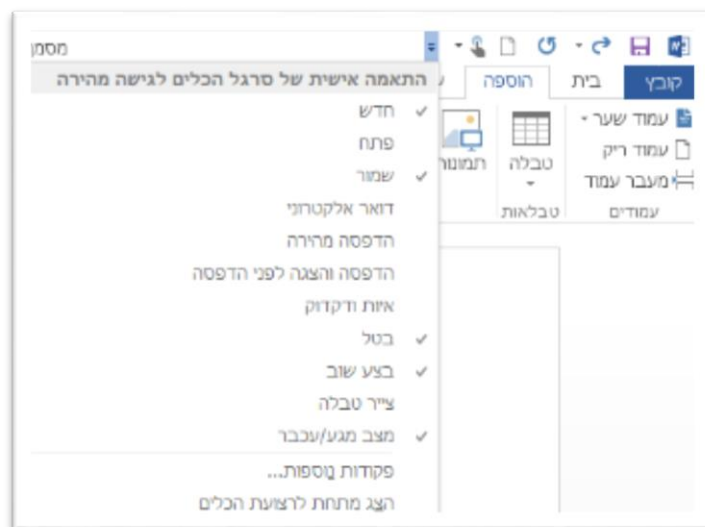 מסמך
קובץ
בית
הוספה
עמוד שער
עמוד ריק
מעבר עמוד
עמודים
טבלה
טבלאות
תמונות
התאמה אישית של סרגל הכלים לגישה מהירה
חדש
פתח
שמור
דואר אלקטרוני
הדפסה מהירה
הדפסה והצגה לפני הדפסה
איות ודקדוק
בטל
בצע שוב
צייר טבלה
מצב מגע/עכבר
פקודות נוספות...
הצג מתחת לרצועת הכלים